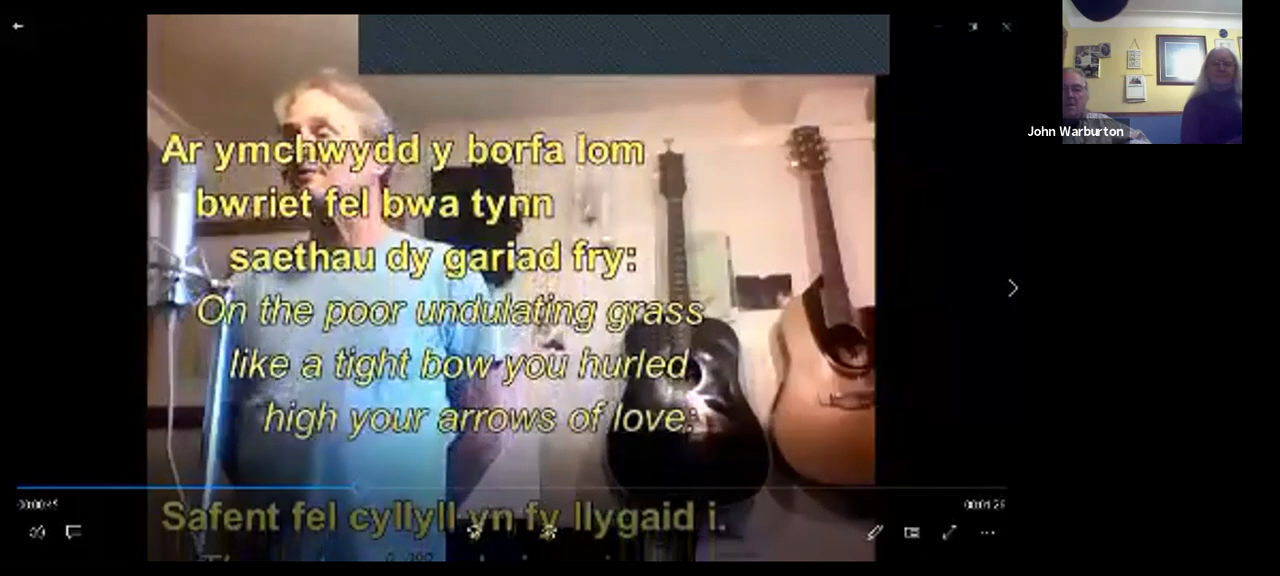 Ar ymchwydd y borfa lom
bwriet fel bwa tynn
saethau dy gariad fry:
On the poor undulating grass
like a tight bow you hurled
high your arrows of love:
Safent fel cyllyll yn fy llygaid i.
John Warburton